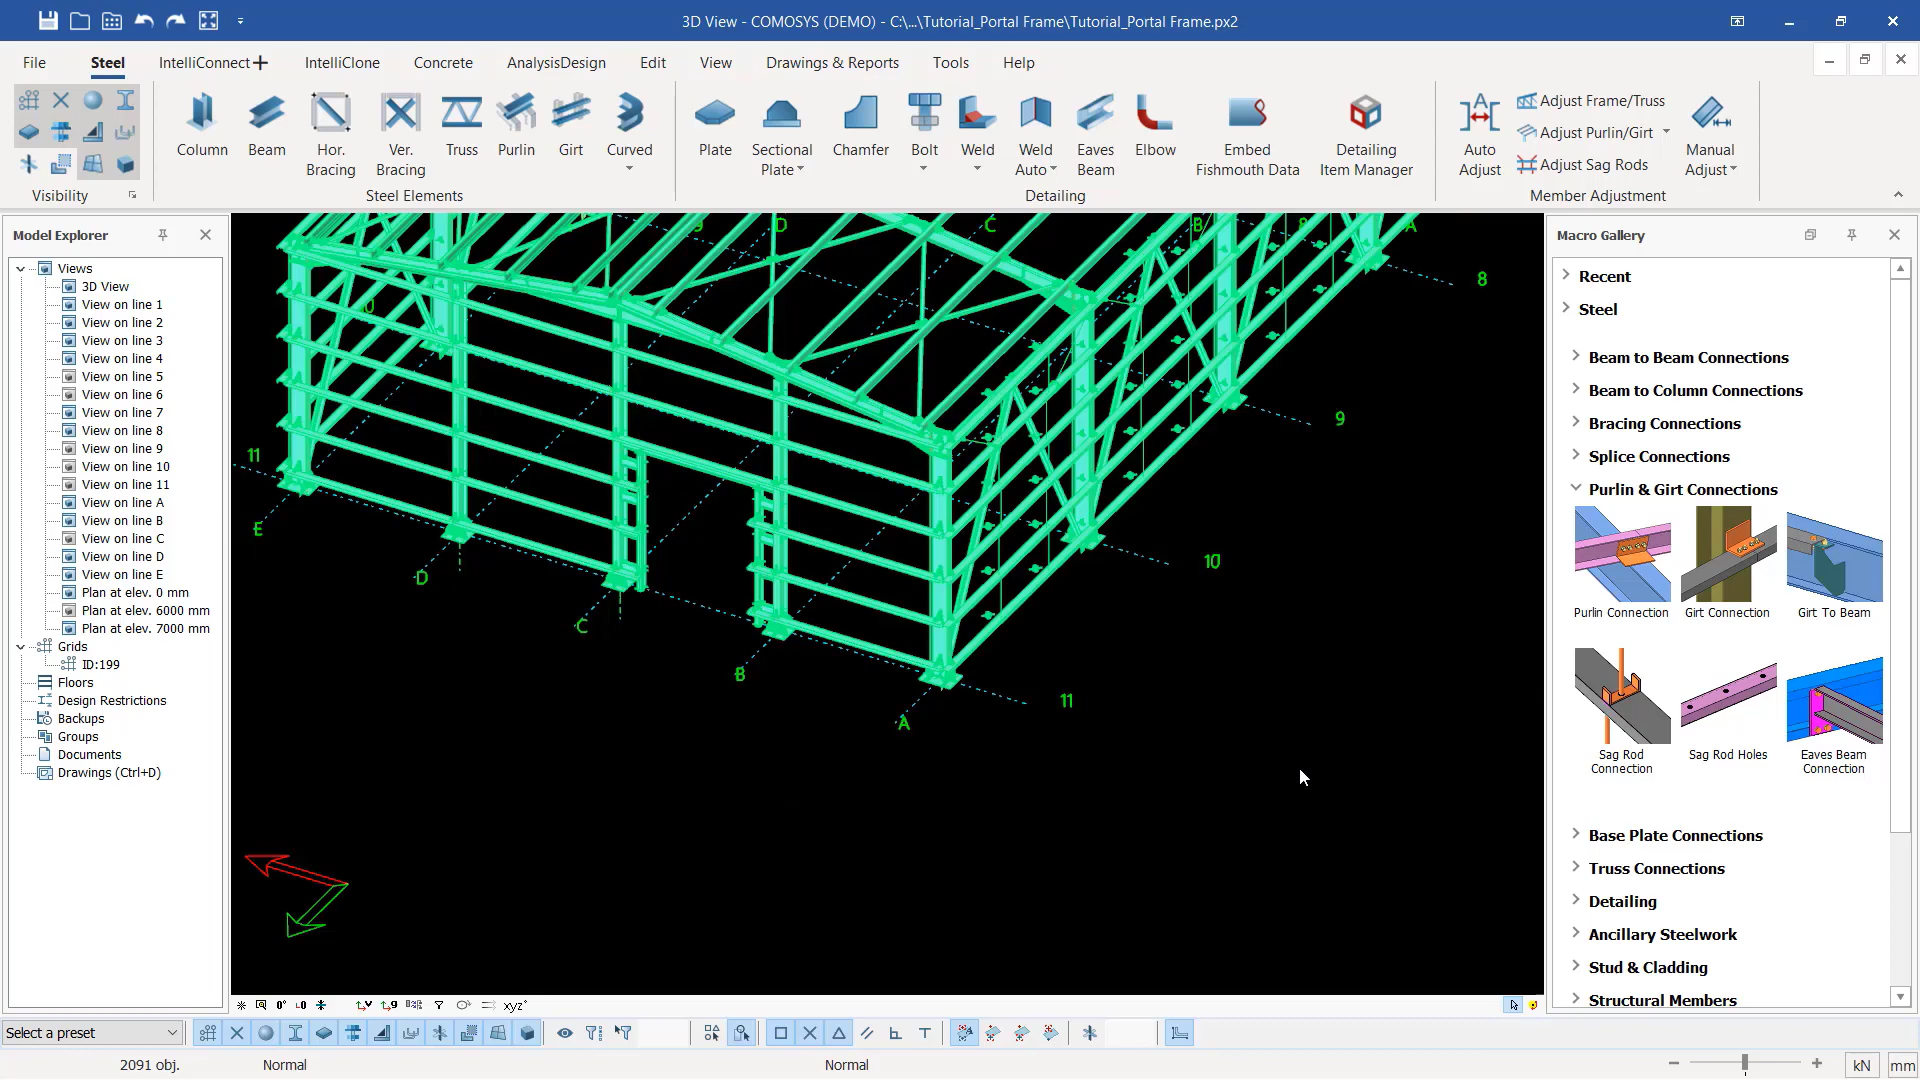 3D View - COMOSYS (DEMO) - C:\...\Tutorial_Portal Frame\Tutorial_Portal Frame.px2
File Steel IntelliConnect+ IntelliClone Concrete AnalysisDesign Edit View Drawings & Reports Tools Help
Column Beam Hor. Bracing Ver. Bracing Truss Purlin Girt Curved
Plate Sectional Plate Chamfer Bolt Weld Weld Auto Eaves Beam Elbow Embed Fishmouth Data Detailing Item Manager
Auto Adjust Adjust Frame/Truss Adjust Purlin/Girt Adjust Sag Rods Manual Adjust
Visibility Steel Elements Detailing Member Adjustment
Model Explorer
Views
3D View
View on line 1
View on line 2
View on line 3
View on line 4
View on line 5
View on line 6
View on line 7
View on line 8
View on line 9
View on line 10
View on line 11
View on line A
View on line B
View on line C
View on line D
View on line E
Plan at elev. 0 mm
Plan at elev. 6000 mm
Plan at elev. 7000 mm
Grids
ID:199
Floors
Design Restrictions
Backups
Groups
Documents
Drawings (Ctrl+D)
9 D C B 8 A
8
9
10
11
11
E
D
C
B
A
Macro Gallery
Recent
Steel
Beam to Beam Connections
Beam to Column Connections
Bracing Connections
Splice Connections
Purlin & Girt Connections
Purlin Connection Girt Connection Girt To Beam
Sag Rod Connection Sag Rod Holes Eaves Beam Connection
Base Plate Connections
Truss Connections
Detailing
Ancillary Steelwork
Stud & Cladding
Structural Members
xyz
Select a preset
2091 obj. Normal Normal kN mm